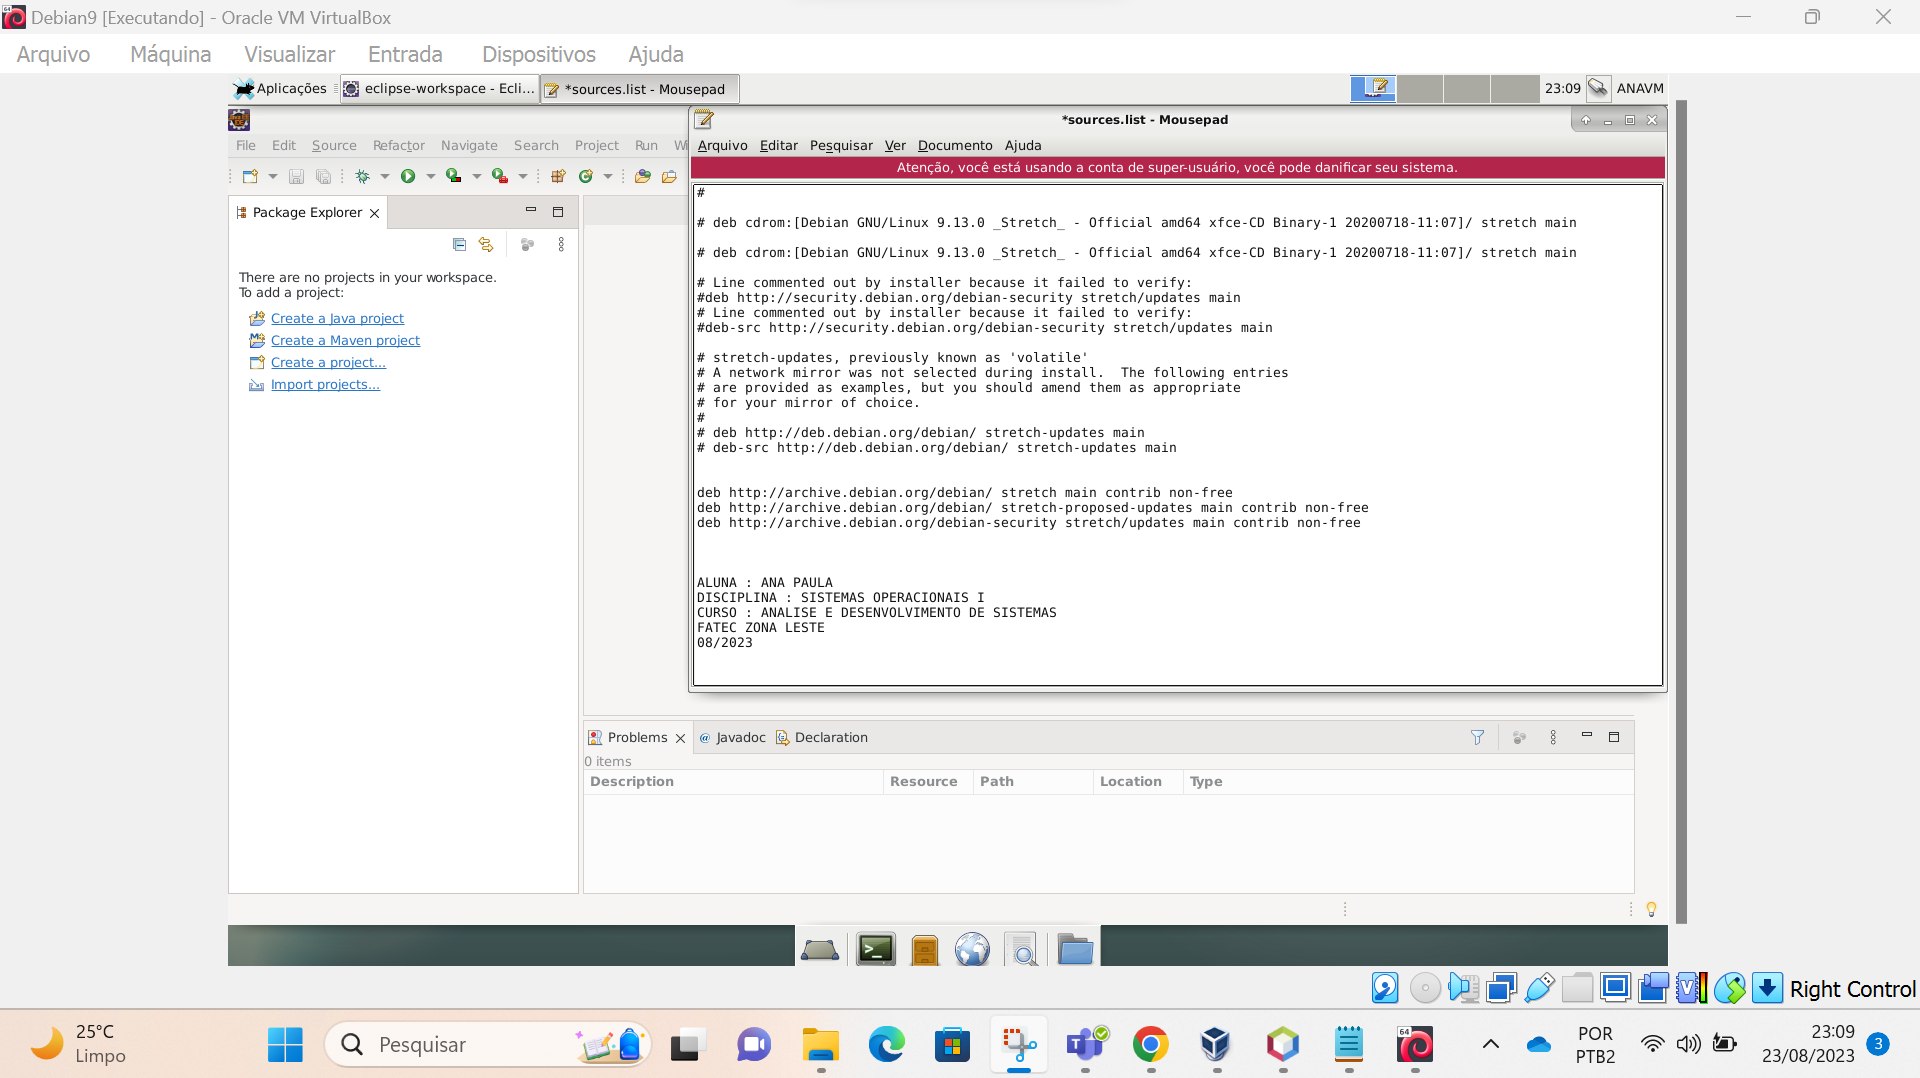 Debian9 [Executando] - Oracle VM VirtualBox
Arquivo Máquina Visualizar Entrada Dispositivos Ajuda
Aplicações eclipse-workspace - Ecli... *sources.list - Mousepad 23:09 ANAVM
*sources.list - Mousepad
File Edit Source Refactor Navigate Search Project Run Wi
Arquivo Editar Pesquisar Ver Documento Ajuda
Atenção, você está usando a conta de super-usuário, você pode danificar seu sistema.
Package Explorer
There are no projects in your workspace.
To add a project:
Create a Java project
Create a Maven project
Create a project...
Import projects...
#
# deb cdrom:[Debian GNU/Linux 9.13.0 _Stretch_ - Official amd64 xfce-CD Binary-1 20200718-11:07]/ stretch main
# deb cdrom:[Debian GNU/Linux 9.13.0 _Stretch_ - Official amd64 xfce-CD Binary-1 20200718-11:07]/ stretch main
# Line commented out by installer because it failed to verify:
#deb http://security.debian.org/debian-security stretch/updates main
# Line commented out by installer because it failed to verify:
#deb-src http://security.debian.org/debian-security stretch/updates main
# stretch-updates, previously known as 'volatile'
# A network mirror was not selected during install.  The following entries
# are provided as examples, but you should amend them as appropriate
# for your mirror of choice.
#
# deb http://deb.debian.org/debian/ stretch-updates main
# deb-src http://deb.debian.org/debian/ stretch-updates main
deb http://archive.debian.org/debian/ stretch main contrib non-free
deb http://archive.debian.org/debian/ stretch-proposed-updates main contrib non-free
deb http://archive.debian.org/debian-security stretch/updates main contrib non-free
ALUNA : ANA PAULA
DISCIPLINA : SISTEMAS OPERACIONAIS I
CURSO : ANALISE E DESENVOLVIMENTO DE SISTEMAS
FATEC ZONA LESTE
08/2023
Problems Javadoc Declaration
0 items
Description Resource Path Location Type
Right Control
25°C
Limpo
Pesquisar
POR
PTB2
23:09
23/08/2023
3